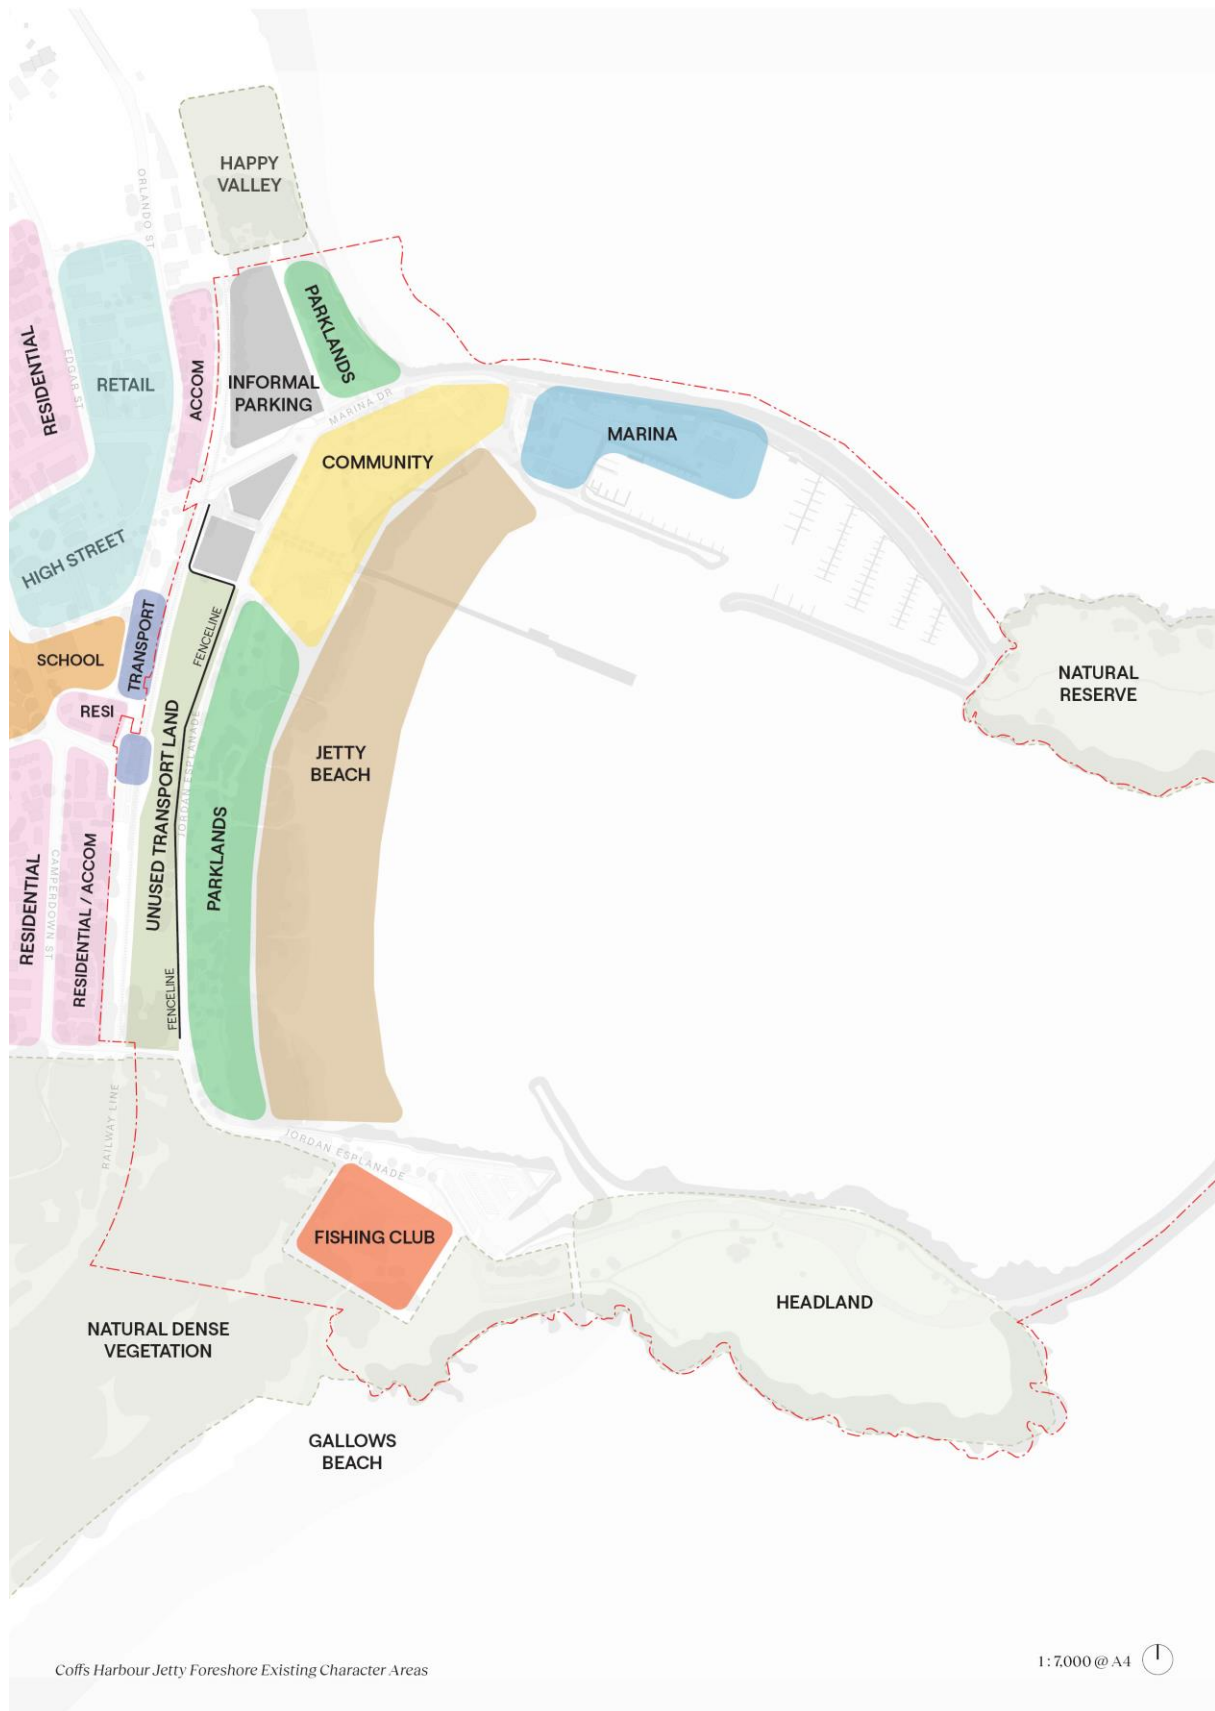 HAPPY
VALLEY
ORLANDO ST
PARKLANDS
RESIDENTIAL
EDGAR ST
RETAIL
ACCOM
INFORMAL
PARKING
MARINA DR
MARINA
COMMUNITY
HIGH STREET
TRANSPORT
FENCELINE
SCHOOL
NATURAL
RESERVE
RESI
UNUSED TRANSPORT LAND
JORDAN ESPLANADE
JETTY
BEACH
PARKLANDS
RESIDENTIAL
CAMPERDOWN ST
RESIDENTIAL / ACCOM
FENCELINE
RAILWAY LINE
JORDAN ESPLANADE
FISHING CLUB
HEADLAND
NATURAL DENSE
VEGETATION
GALLOWS
BEACH
Coffs Harbour Jetty Foreshore Existing Character Areas
1 : 7,000 @ A4